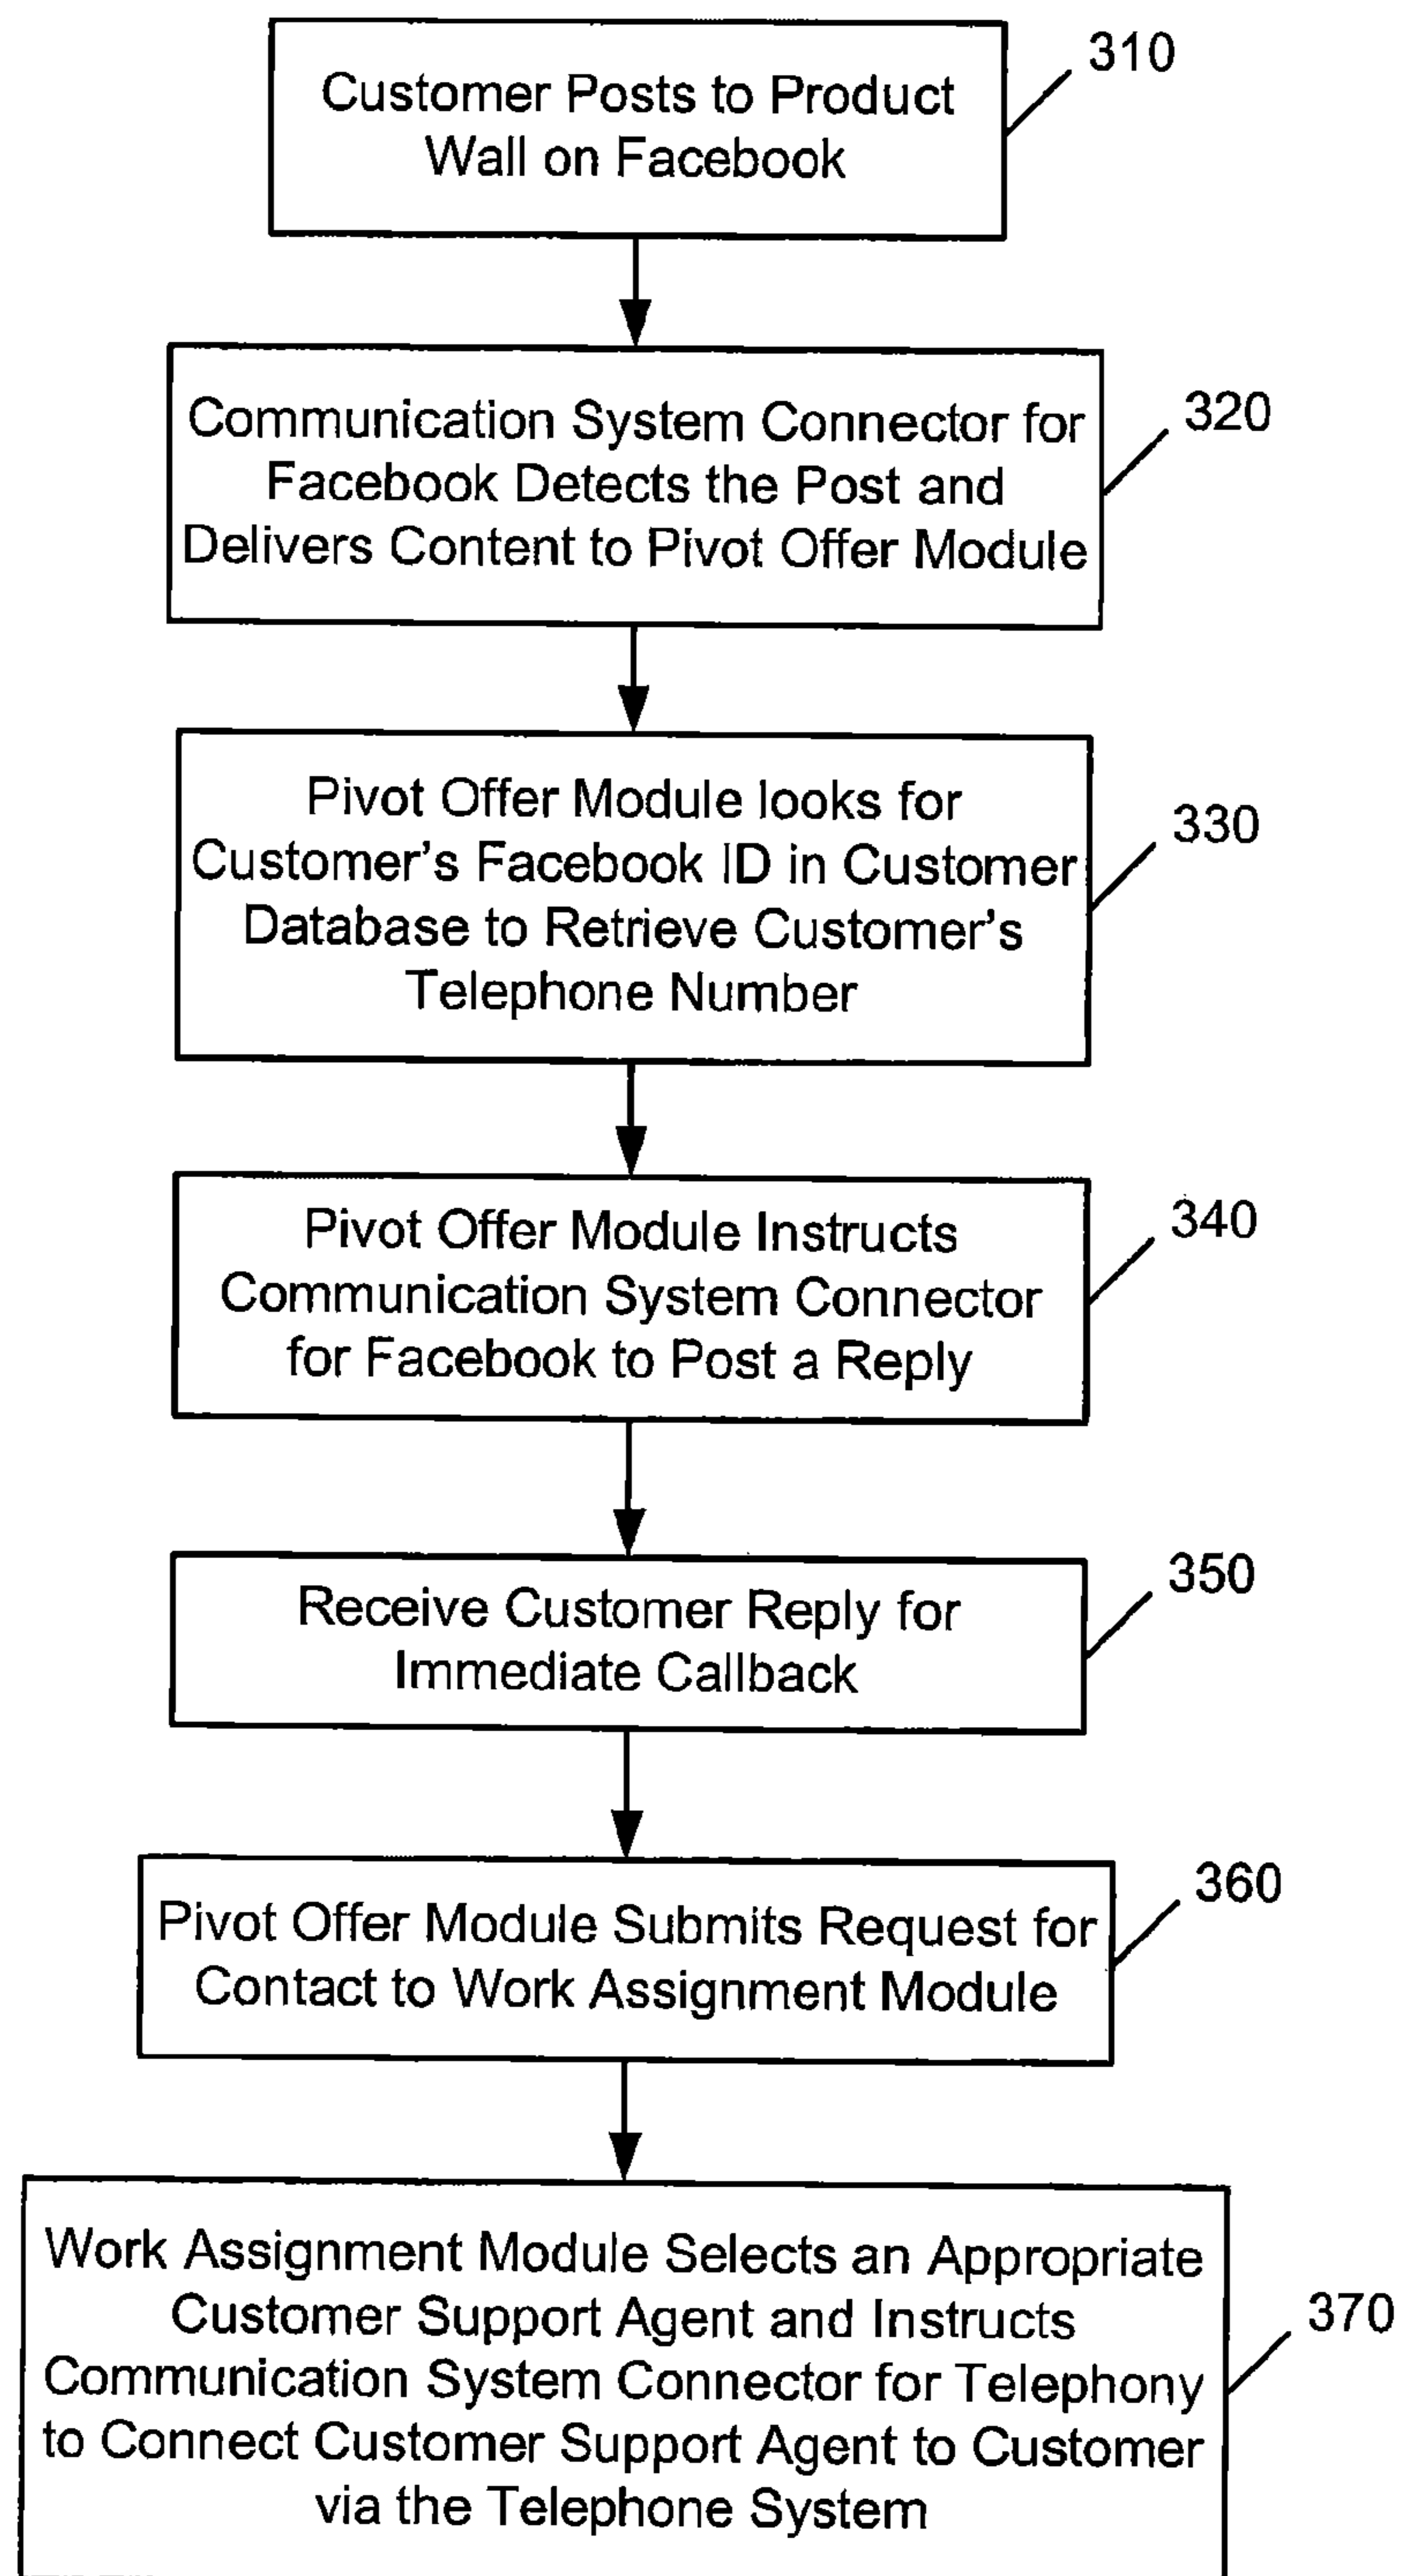 Customer Posts to Product
Wall on Facebook
310
Communication System Connector for
Facebook Detects the Post and
Delivers Content to Pivot Offer Module
320
Pivot Offer Module looks for
Customer's Facebook ID in Customer
Database to Retrieve Customer's
Telephone Number
330
Pivot Offer Module Instructs
Communication System Connector
for Facebook to Post a Reply
340
Receive Customer Reply for
Immediate Callback
350
Pivot Offer Module Submits Request for
Contact to Work Assignment Module
360
Work Assignment Module Selects an Appropriate
Customer Support Agent and Instructs
Communication System Connector for Telephony
to Connect Customer Support Agent to Customer
via the Telephone System
370